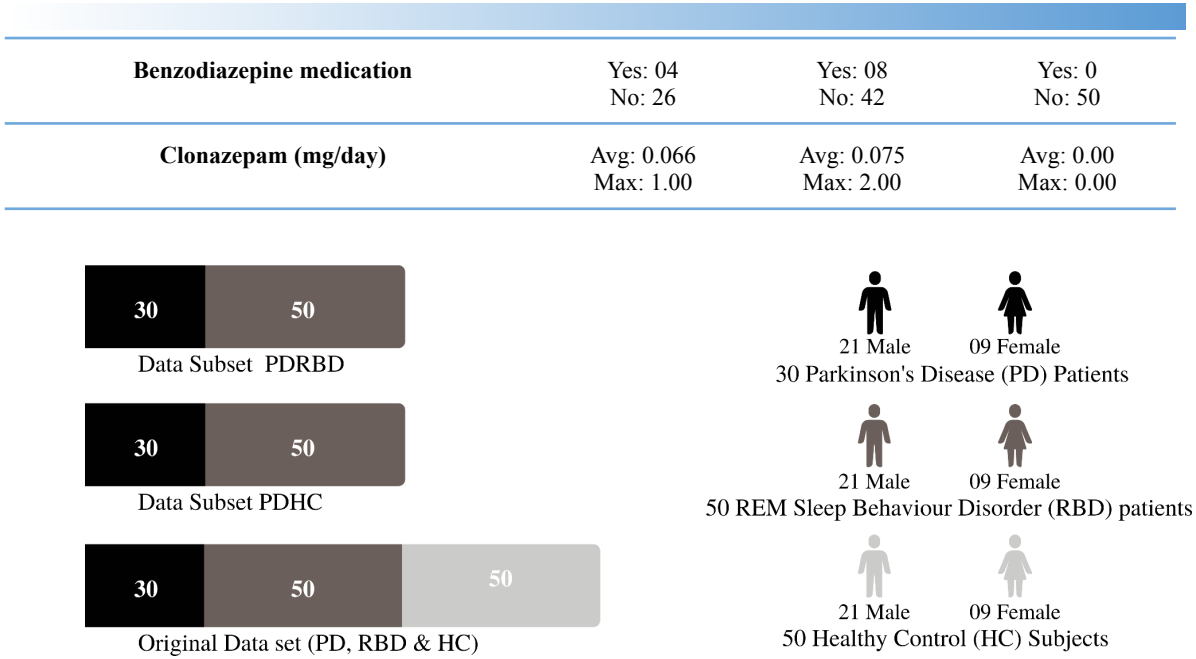 Benzodiazepine medication Yes: 04 Yes: 08 Yes: 0
No: 26 No: 42 No: 50
Clonazepam (mg/day) Avg: 0.066 Avg: 0.075 Avg: 0.00
Max: 1.00 Max: 2.00 Max: 0.00
30 50
Data Subset PDRBD
30 50
Data Subset PDHC
30 50 50
Original Data set (PD, RBD & HC)
21 Male 09 Female
30 Parkinson's Disease (PD) Patients
21 Male 09 Female
50 REM Sleep Behaviour Disorder (RBD) patients
21 Male 09 Female
50 Healthy Control (HC) Subjects